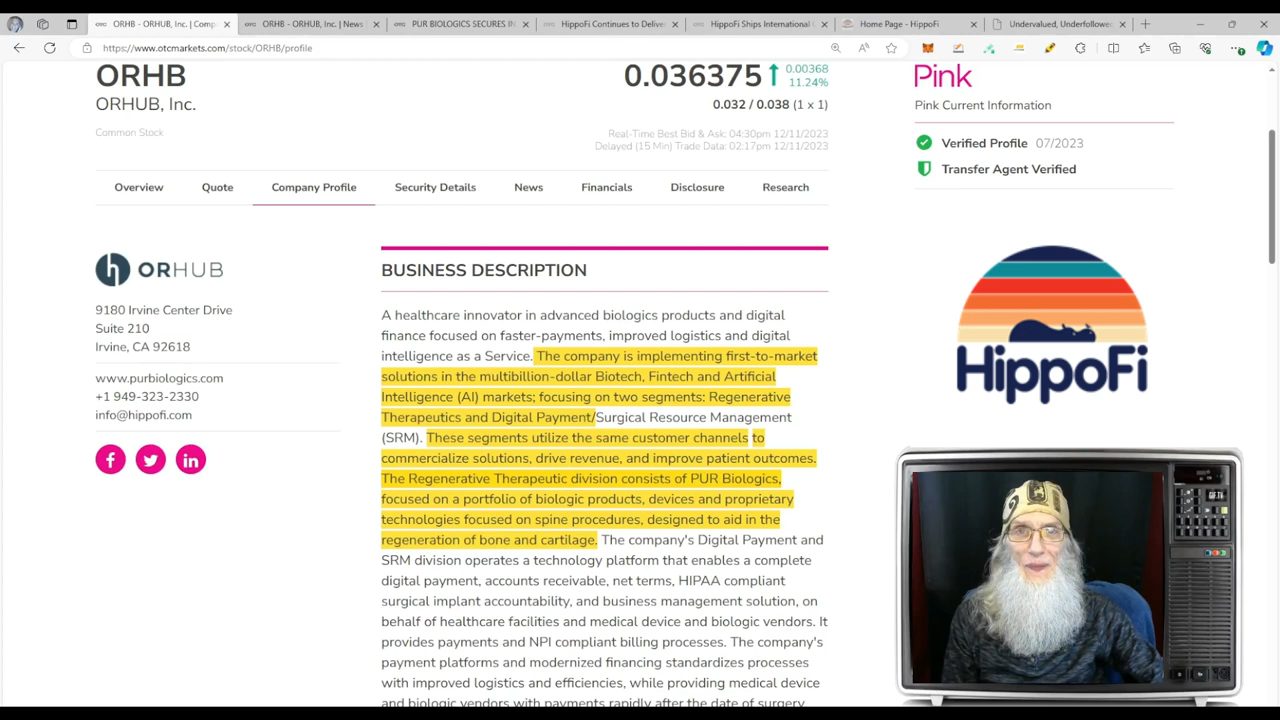 ORHB - ORHUB, Inc. | Comp
ORHB - ORHUB, Inc. | News
PUR BIOLOGICS SECURES IN
HippoFi Continues to Deliver
HippoFi Ships International
Home Page - HippoFi
Undervalued, Underfollowed
https://www.otcmarkets.com/stock/ORHB/profile
ORHB
ORHUB, Inc.
Common Stock
0.036375
0.00368
11.24%
0.032 / 0.038 (1 x 1)
Real-Time Best Bid & Ask: 04:30pm 12/11/2023
Delayed (15 Min) Trade Data: 02:17pm 12/11/2023
Pink
Pink Current Information
Verified Profile 07/2023
Transfer Agent Verified
Overview
Quote
Company Profile
Security Details
News
Financials
Disclosure
Research
h ORHUB
9180 Irvine Center Drive
Suite 210
Irvine, CA 92618
www.purbiologics.com
+1 949-323-2330
info@hippofi.com
BUSINESS DESCRIPTION
A healthcare innovator in advanced biologics products and digital
finance focused on faster-payments, improved logistics and digital
intelligence as a Service. The company is implementing first-to-market
solutions in the multibillion-dollar Biotech, Fintech and Artificial
Intelligence (AI) markets; focusing on two segments: Regenerative
Therapeutics and Digital Payment/Surgical Resource Management
(SRM). These segments utilize the same customer channels to
commercialize solutions, drive revenue, and improve patient outcomes.
The Regenerative Therapeutic division consists of PUR Biologics,
focused on a portfolio of biologic products, devices and proprietary
technologies focused on spine procedures, designed to aid in the
regeneration of bone and cartilage. The company's Digital Payment and
SRM division operates a technology platform that enables a complete
digital payment, accounts receivable, net terms, HIPAA compliant
surgical implant accountability, and business management solution, on
behalf of healthcare facilities and medical device and biologic vendors. It
provides payment and NPI compliant billing processes. The company's
payment platforms and modernized financing standardizes processes
with improved logistics and efficiencies, while providing medical device
and biologic vendors with payments rapidly after the date of surgery
HippoFi